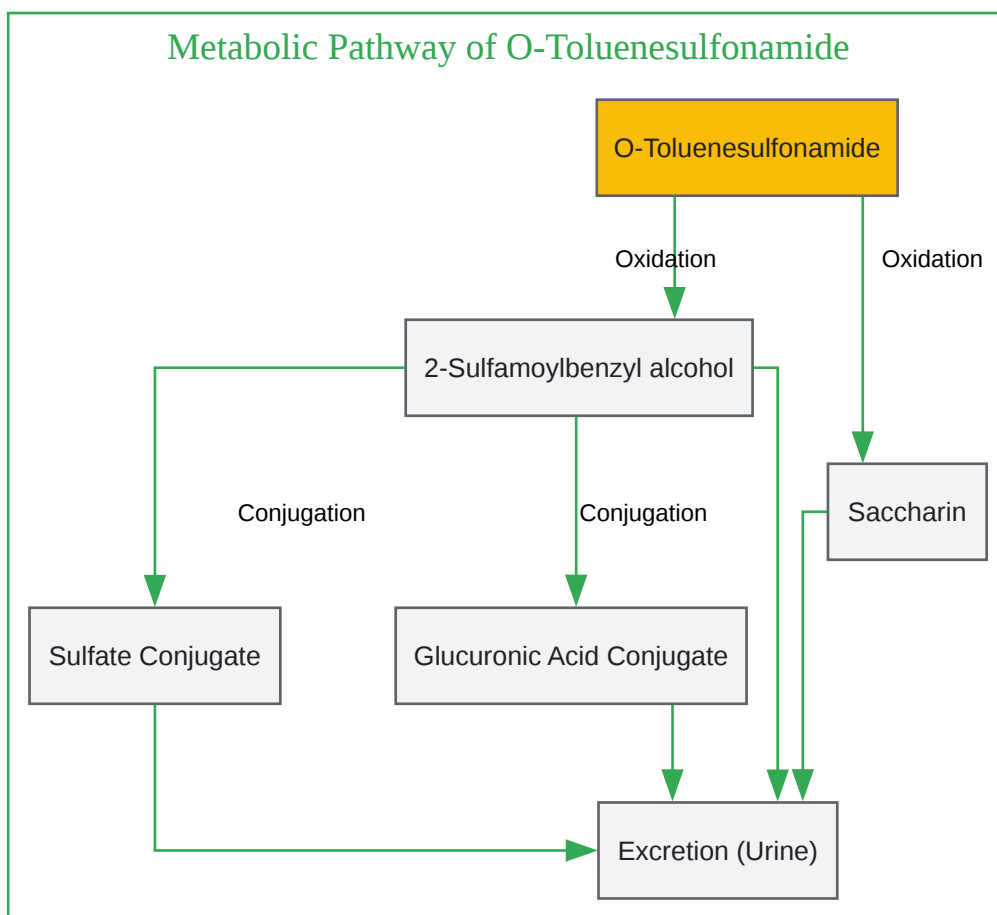 Metabolic Pathway of O-Toluenesulfonamide
O-Toluenesulfonamide
Oxidation
Oxidation
2-Sulfamoylbenzyl alcohol
Conjugation
Conjugation
Saccharin
Sulfate Conjugate
Glucuronic Acid Conjugate
Excretion (Urine)